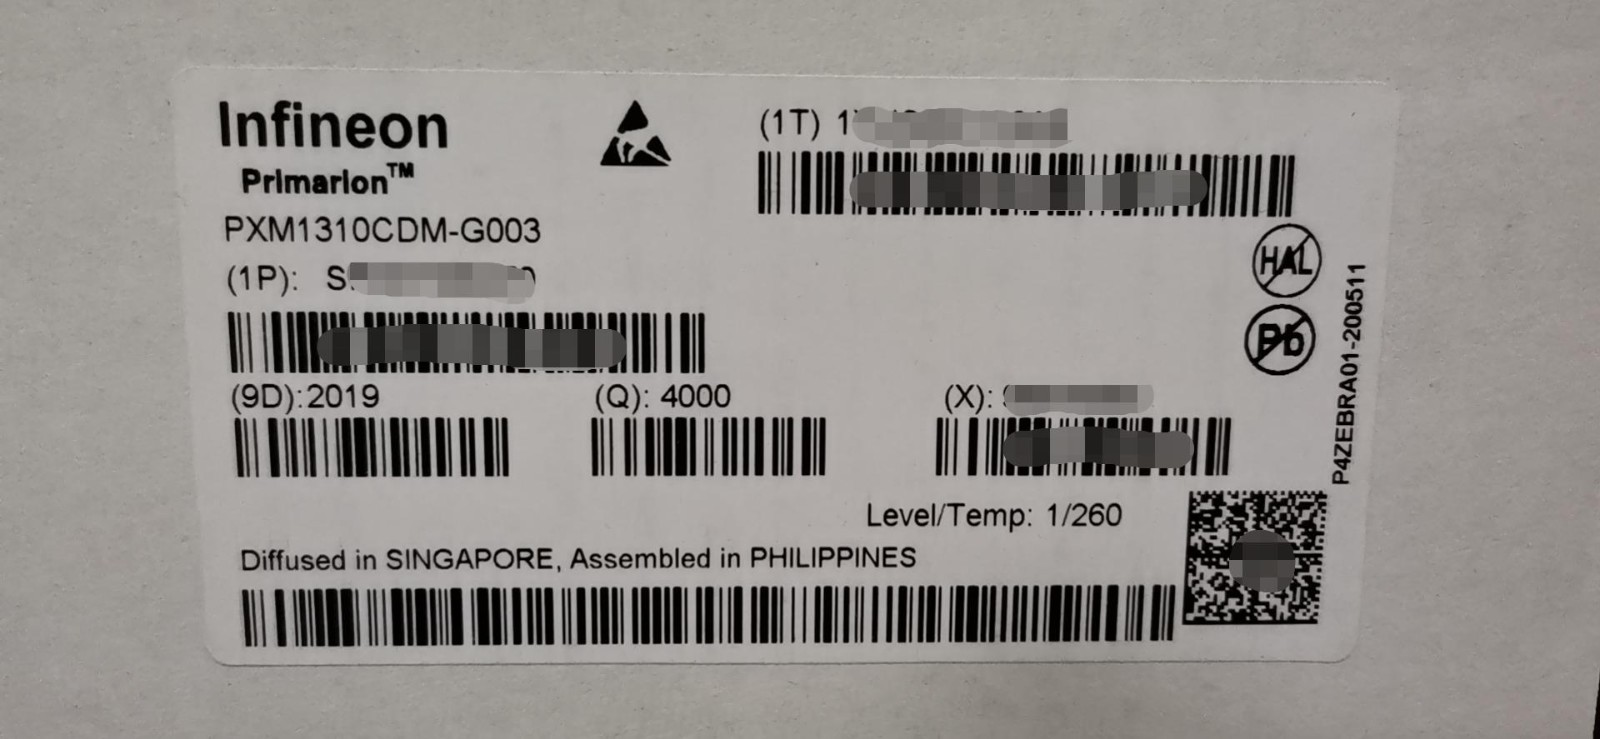 Infineon
Primarion™
PXM1310CDM-G003
(1T) 1
(1P): S
(9D):2019
(Q): 4000
(X):
HAL
Pb
P4ZEBRA01-200511
Level/Temp: 1/260
Diffused in SINGAPORE, Assembled in PHILIPPINES